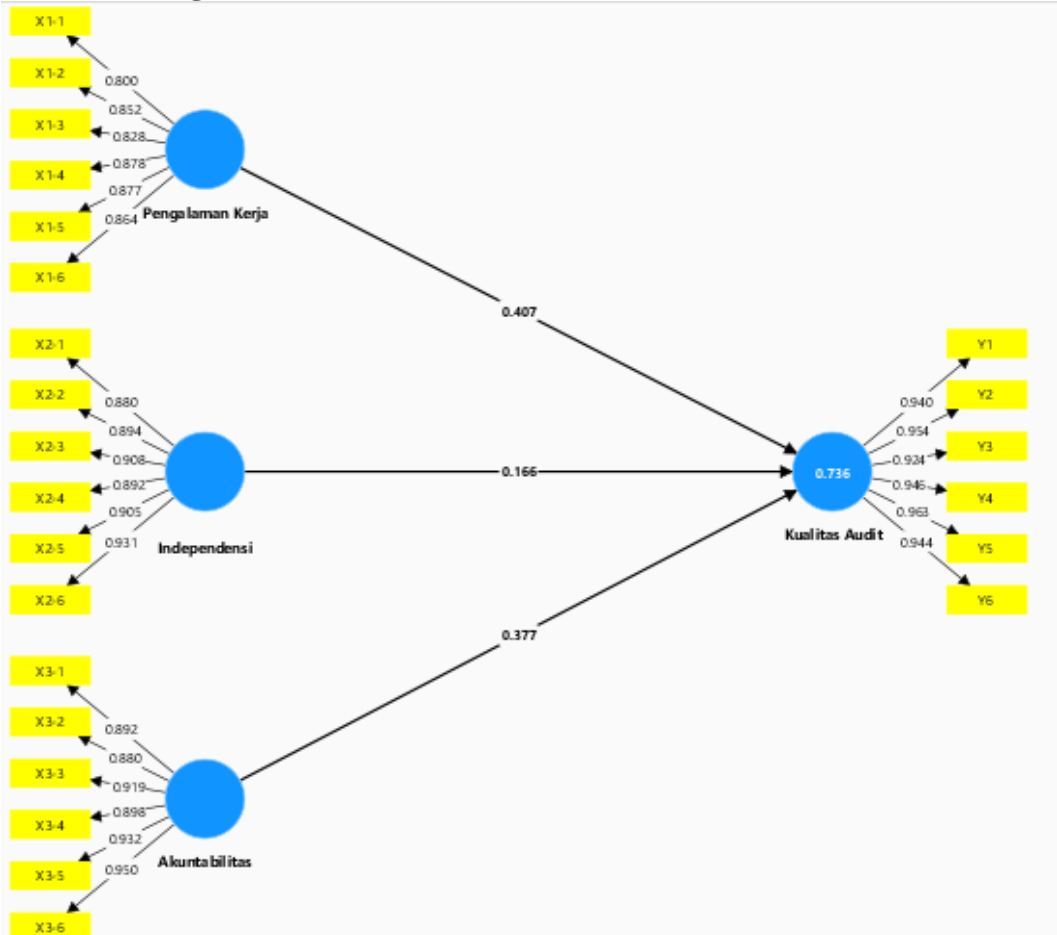 X1-1
X1-2
X1-3
X1-4
X1-5
X1-6
0.800
0.852
0.828
0.878
0.877
0.864
Pengalaman Kerja
0.407
X2-1
X2-2
X2-3
X2-4
X2-5
X2-6
0.880
0.894
0.908
0.892
0.905
0.931
Independensi
0.166
X3-1
X3-2
X3-3
X3-4
X3-5
X3-6
0.892
0.880
0.919
0.898
0.932
0.950
Akuntabilitas
0.377
0.736
Kualitas Audit
0.940
0.954
0.924
0.946
0.963
0.944
Y1
Y2
Y3
Y4
Y5
Y6